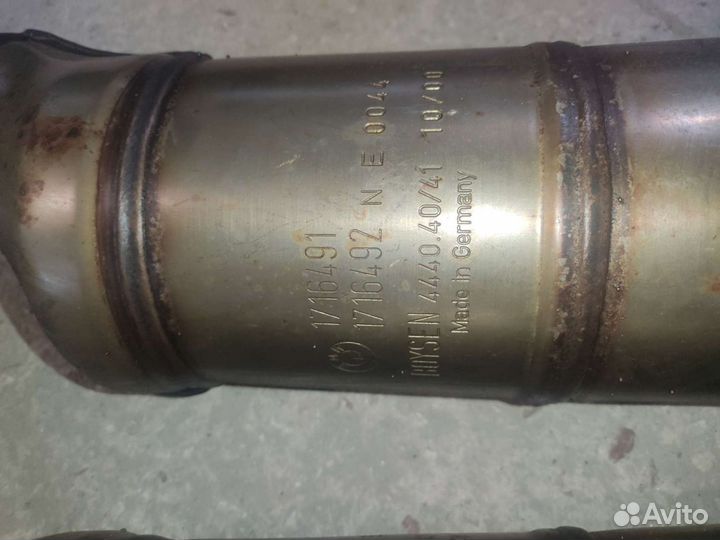 1716491
1716492 N E 0044
BOYSEN 4440.40/41 10/00
Made in Germany
Avito